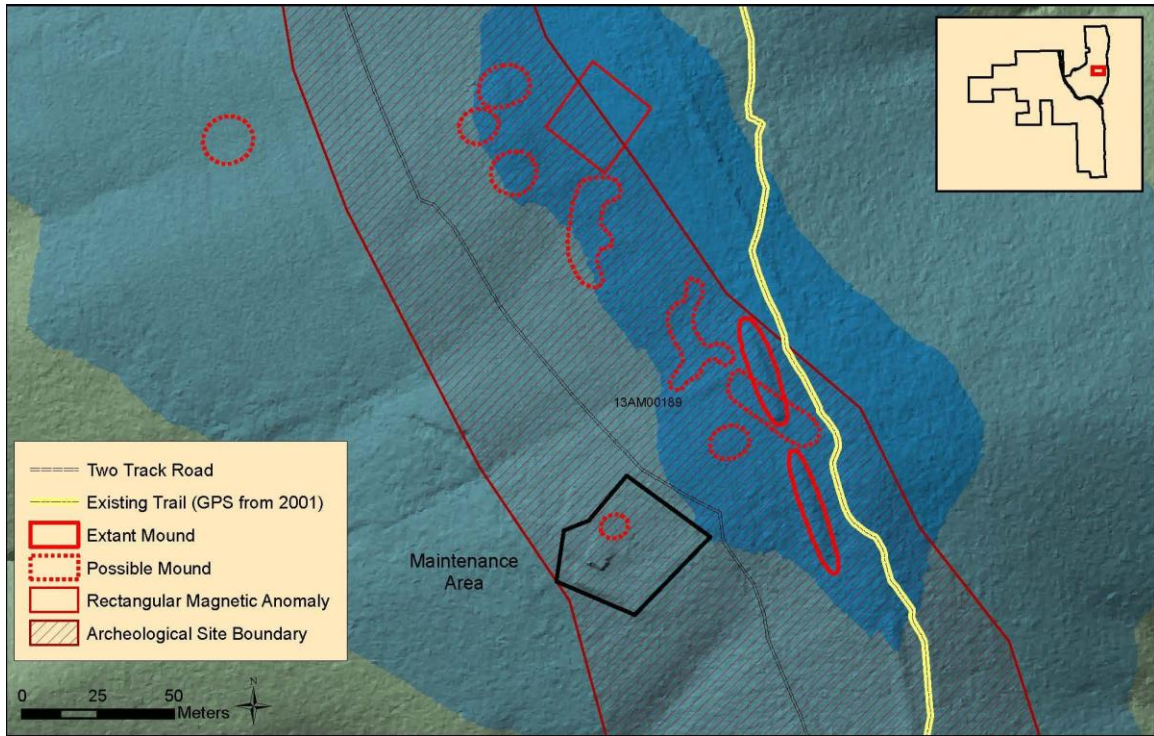 13AM00189
Maintenance
Area
Two Track Road
Existing Trail (GPS from 2001)
Extant Mound
Possible Mound
Rectangular Magnetic Anomaly
Archeological Site Boundary
0 25 50
Meters
N